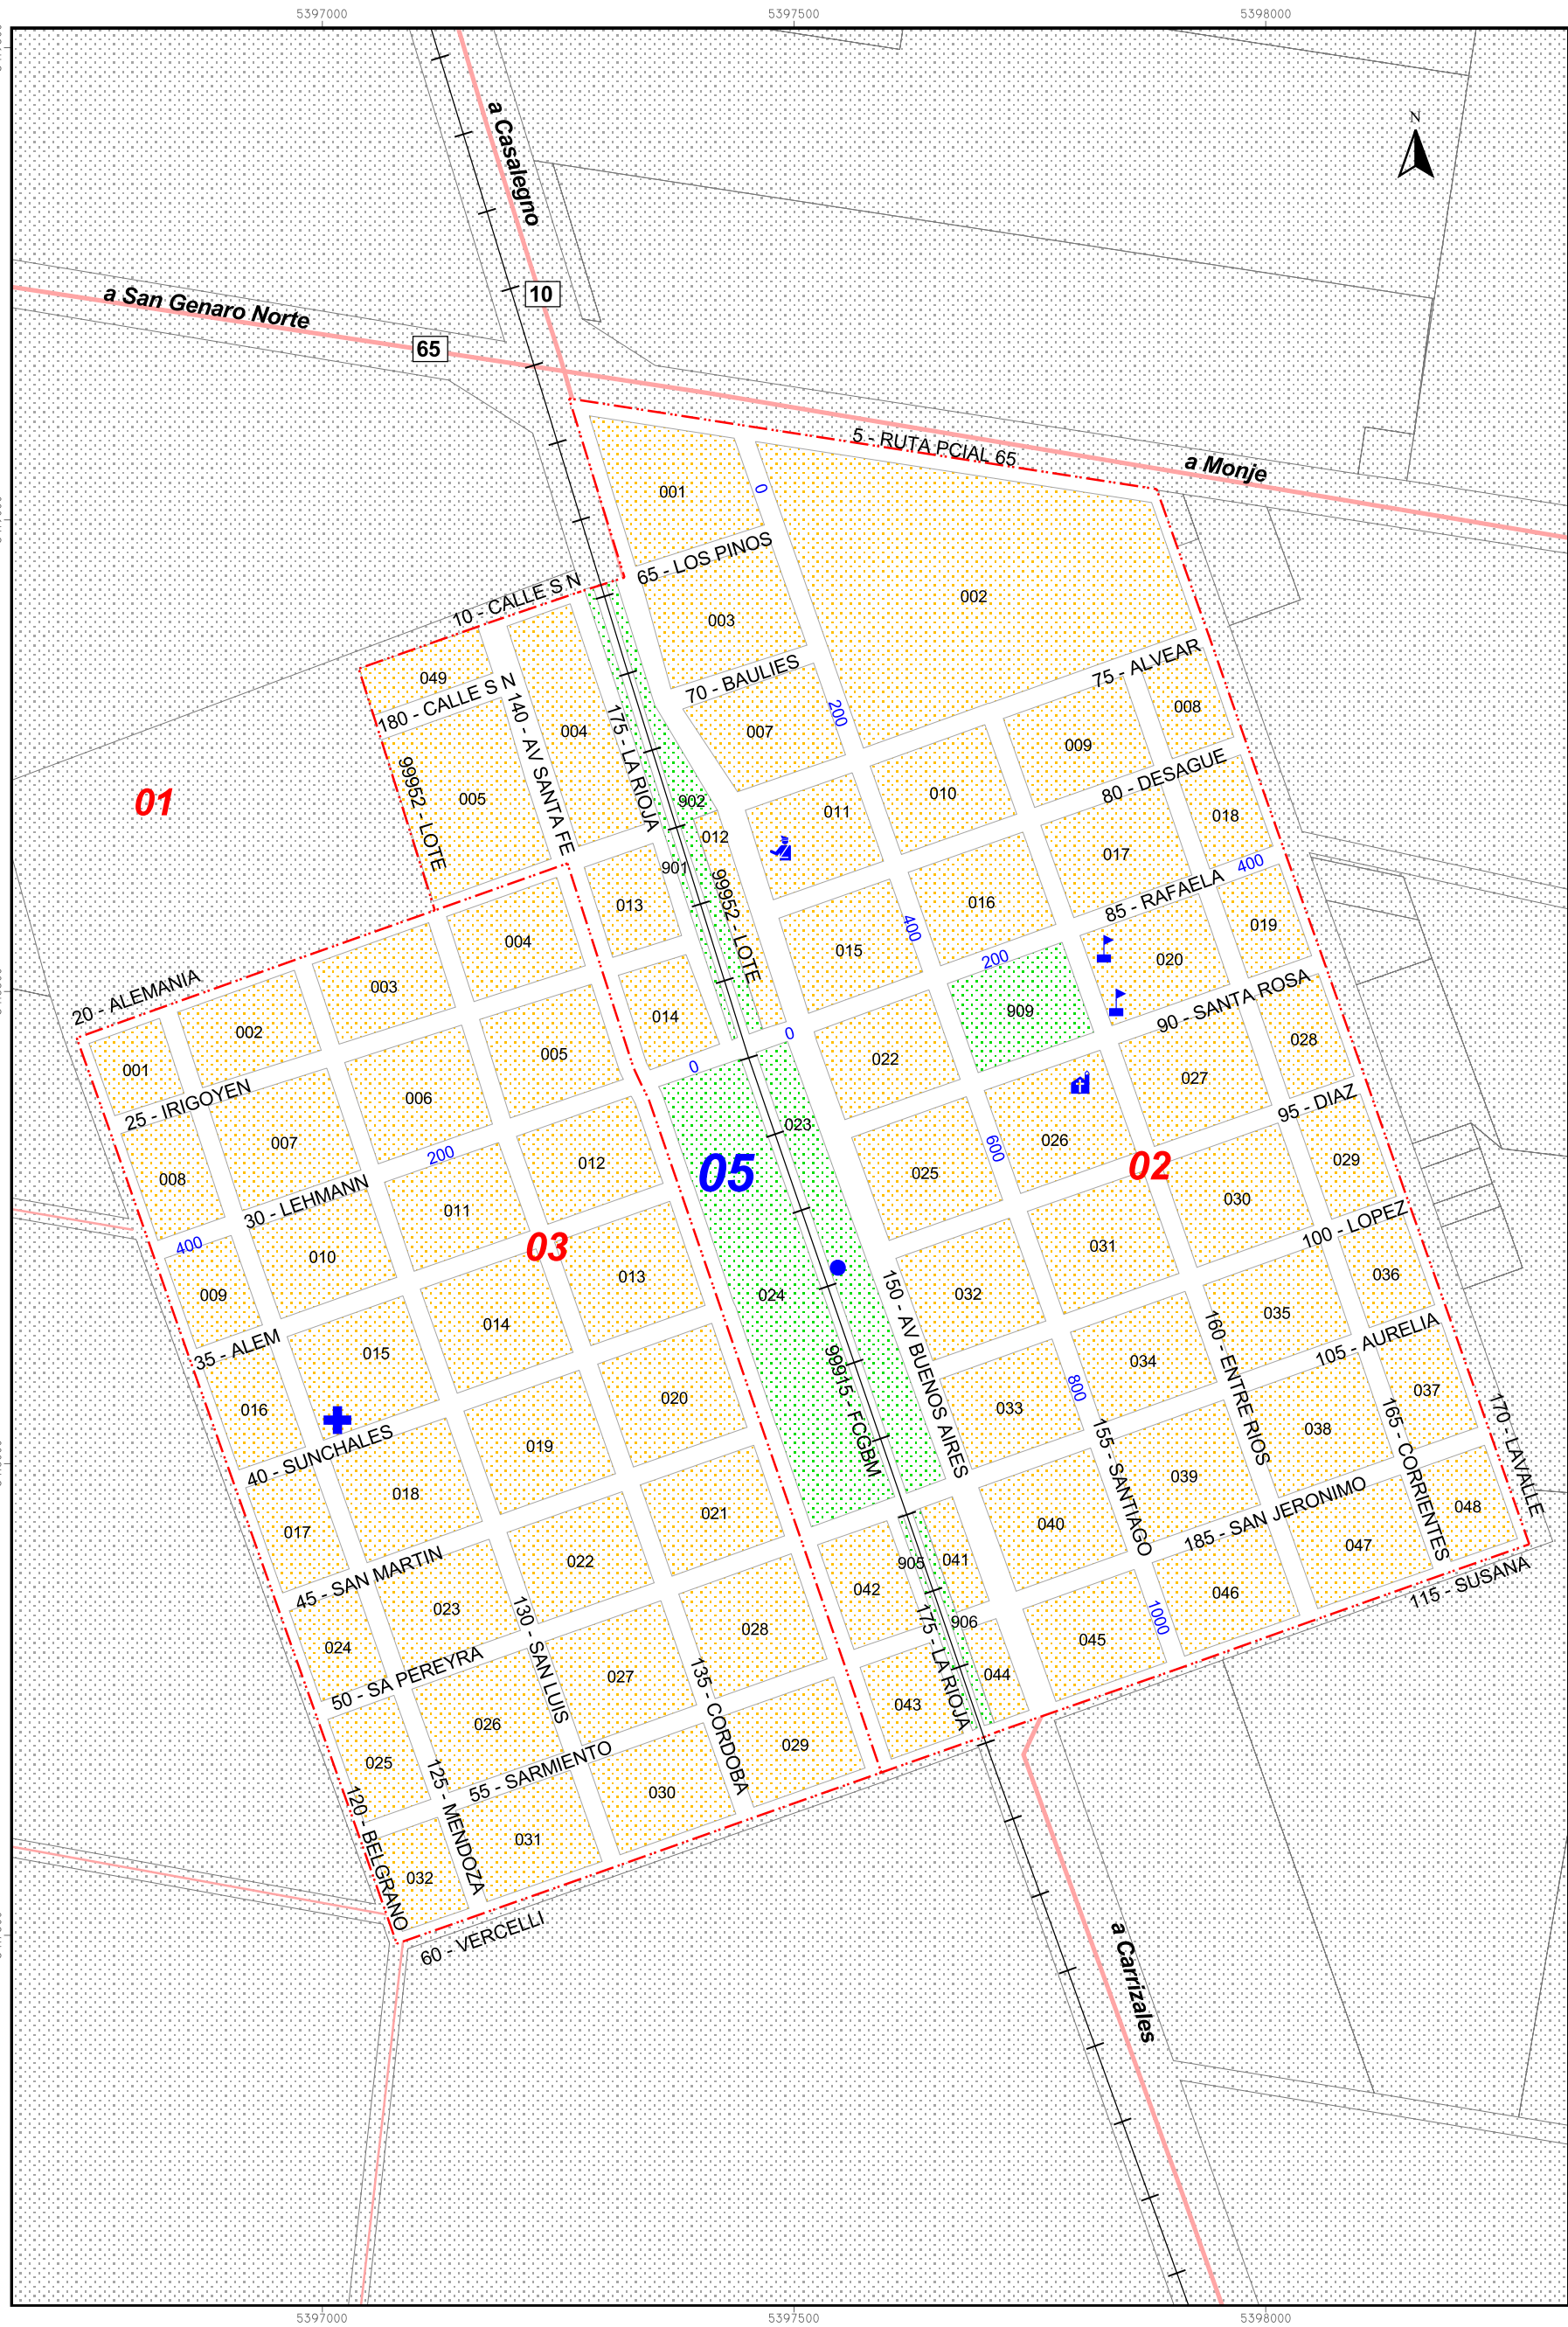 5397000
5397500
5398000
N
a Casalegno
10
a San Genaro Norte
65
5 - RUTA PCIAL 65
a Monje
001
0
65 - LOS PINOS
002
10 - CALLE S N
003
049
70 - BAULIES
75 - ALVEAR
180 - CALLE S N
140 - AV SANTA FE
004
175 - LA RIOJA
007
200
008
009
99952 - LOTE
005
01
902
010
80 - DESAGUE
011
012
018
017
901
99952 - LOTE
400
013
016
85 - RAFAELA
019
004
015
400
200
020
003
20 - ALEMANIA
002
014
909
90 - SANTA ROSA
001
005
0
0
022
028
027
25 - IRIGOYEN
006
007
023
95 - DIAZ
200
012
05
025
600
026
02
029
008
30 - LEHMANN
011
030
400
010
03
031
100 - LOPEZ
009
013
024
032
036
150 - AV BUENOS AIRES
014
035
35 - ALEM
015
160 - ENTRE RIOS
105 - AURELIA
034
99915 - FCGBM
016
020
800
033
037
038
40 - SUNCHALES
019
155 - SANTIAGO
165 - CORRIENTES
170 - LAVALLE
018
039
017
021
040
185 - SAN JERONIMO
048
45 - SAN MARTIN
022
905
041
047
042
046
115 - SUSANA
023
130 - SAN LUIS
028
175 - LA RIOJA
906
1000
024
045
50 - SA PEREYRA
027
135 - CORDOBA
044
026
043
025
029
55 - SARMIENTO
030
120 - BELGRANO
125 - MENDOZA
031
032
60 - VERCELLI
a Carrizales
5397000
5397500
5398000